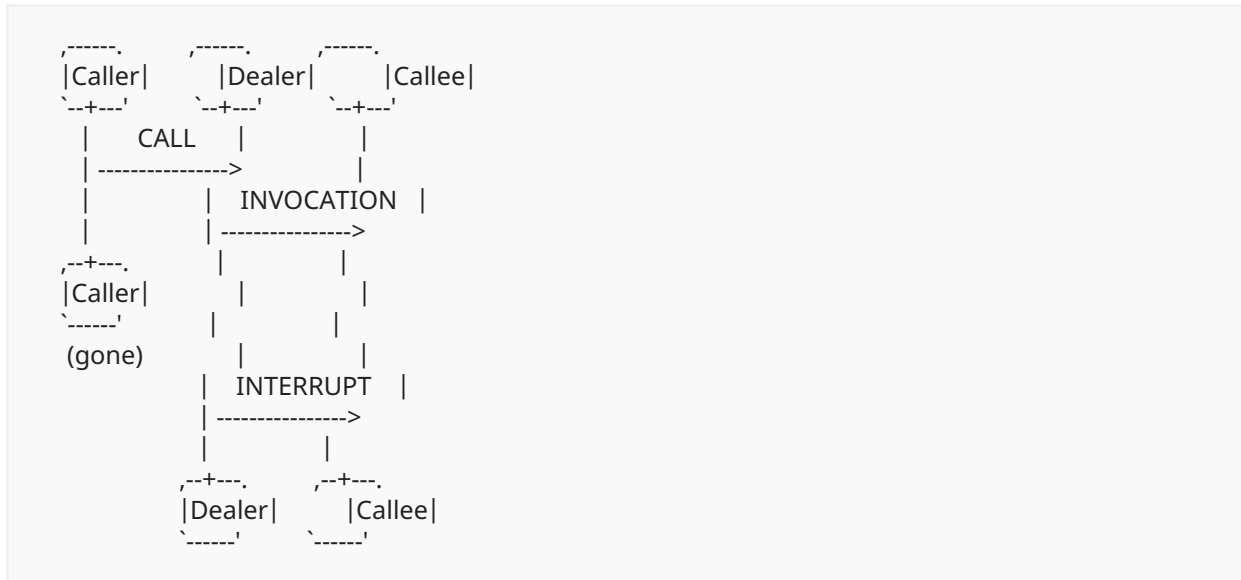 ,------.     ,------.     ,------.
|Caller|     |Dealer|     |Callee|
`--+---'     `--+---'     `--+---'
| CALL | |
| ----------------> |
| | INVOCATION |
| | ---------------->
,--+---. | |
|Caller| | |
`------' | |
(gone) | |
| INTERRUPT |
| ---------------->
| |
,--+---.     ,--+---.
|Dealer|     |Callee|
`------'     `------'